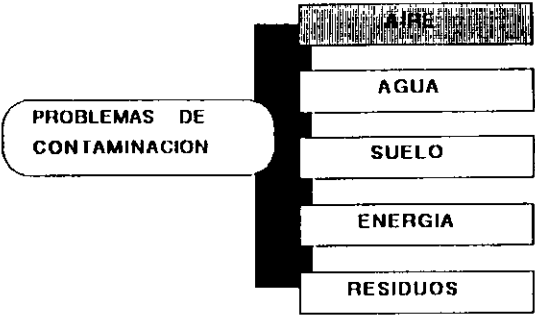 AIRE
AGUA
PROBLEMAS DE
CONTAMINACION
SUELO
ENERGIA
RESIDUOS